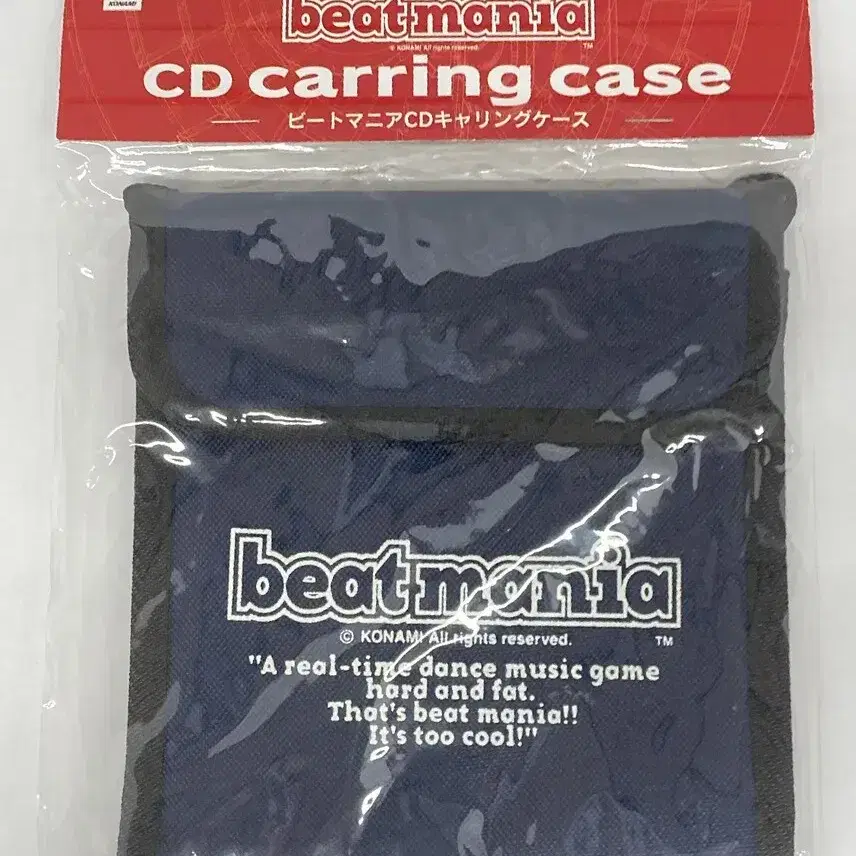 KONAMI
beatmania
© KONAMI All rights reserved. TM
CD carring case
ビートマニアCDキャリングケース
beatmania
© KONAMI All rights reserved. TM
"A real-time dance music game
hard and fat.
That's beat mania!!
It's too cool!"